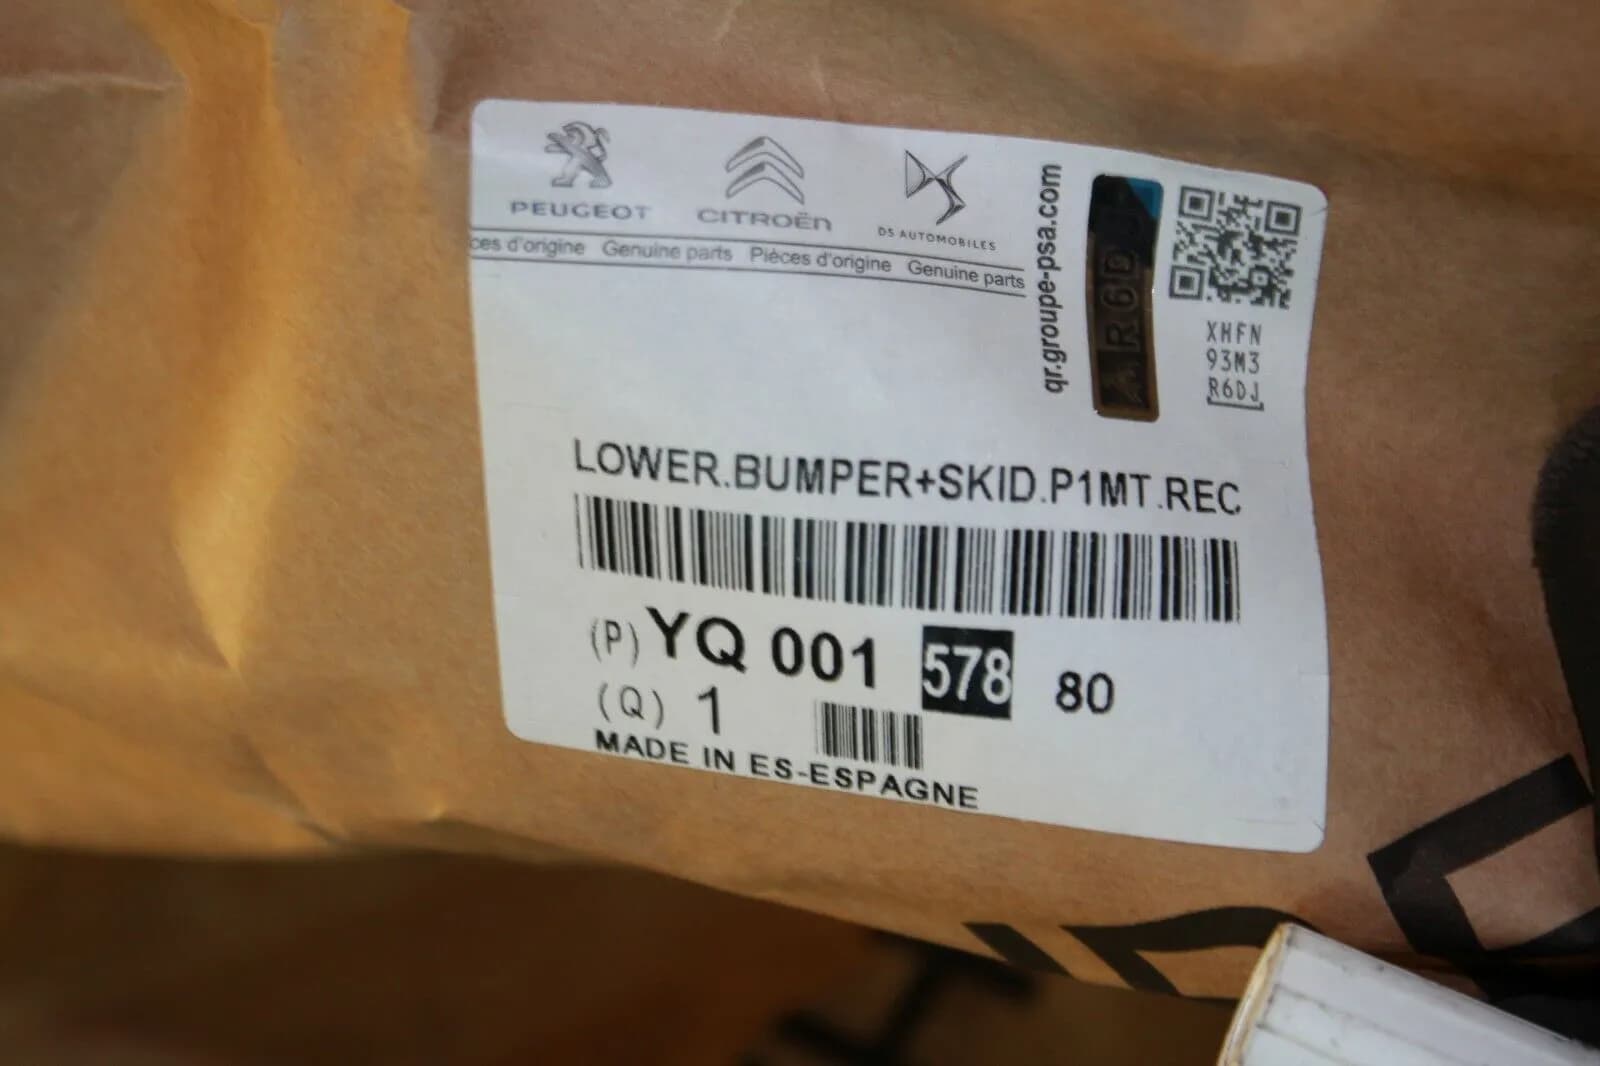 PEUGEOT CITROËN DS AUTOMOBILES
ces d'origine Genuine parts Pièces d'origine Genuine parts
qr.groupe-psa.com
XHFN
93M3
R6DJ
LOWER.BUMPER+SKID.P1MT.REC
(P) YQ 001 578 80
(Q) 1
MADE IN ES-ESPAGNE